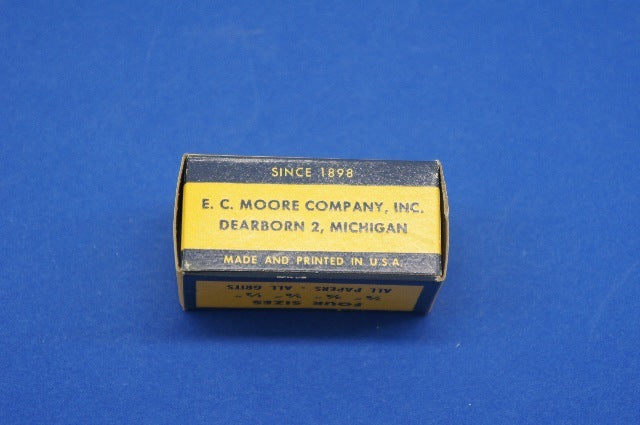 SINCE 1898
E. C. MOORE COMPANY, INC.
DEARBORN 2, MICHIGAN
MADE AND PRINTED IN U.S.A.
FOUR SIZES
ALL PAPERS - ALL GRITS